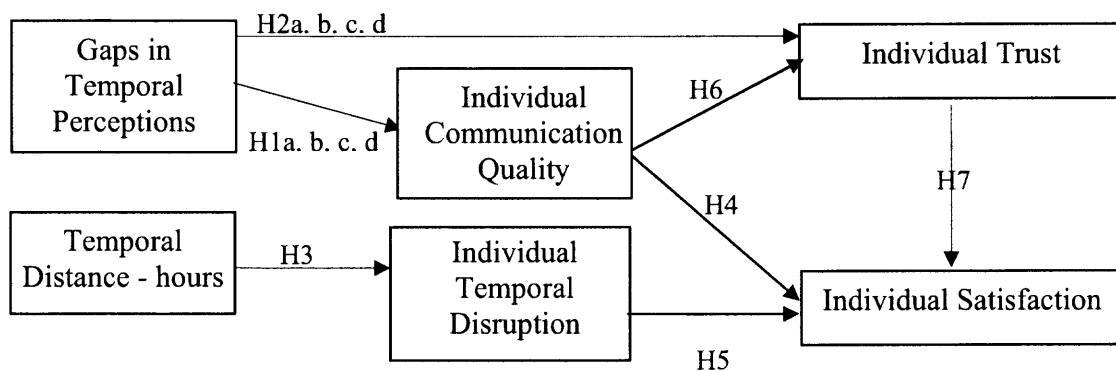 H2a. b. c. d
Gaps in
Temporal
Perceptions
Individual Trust
H6
Individual
Communication
Quality
H1a. b. c. d
H7
H4
Temporal
Distance - hours
H3
Individual
Temporal
Disruption
Individual Satisfaction
H5